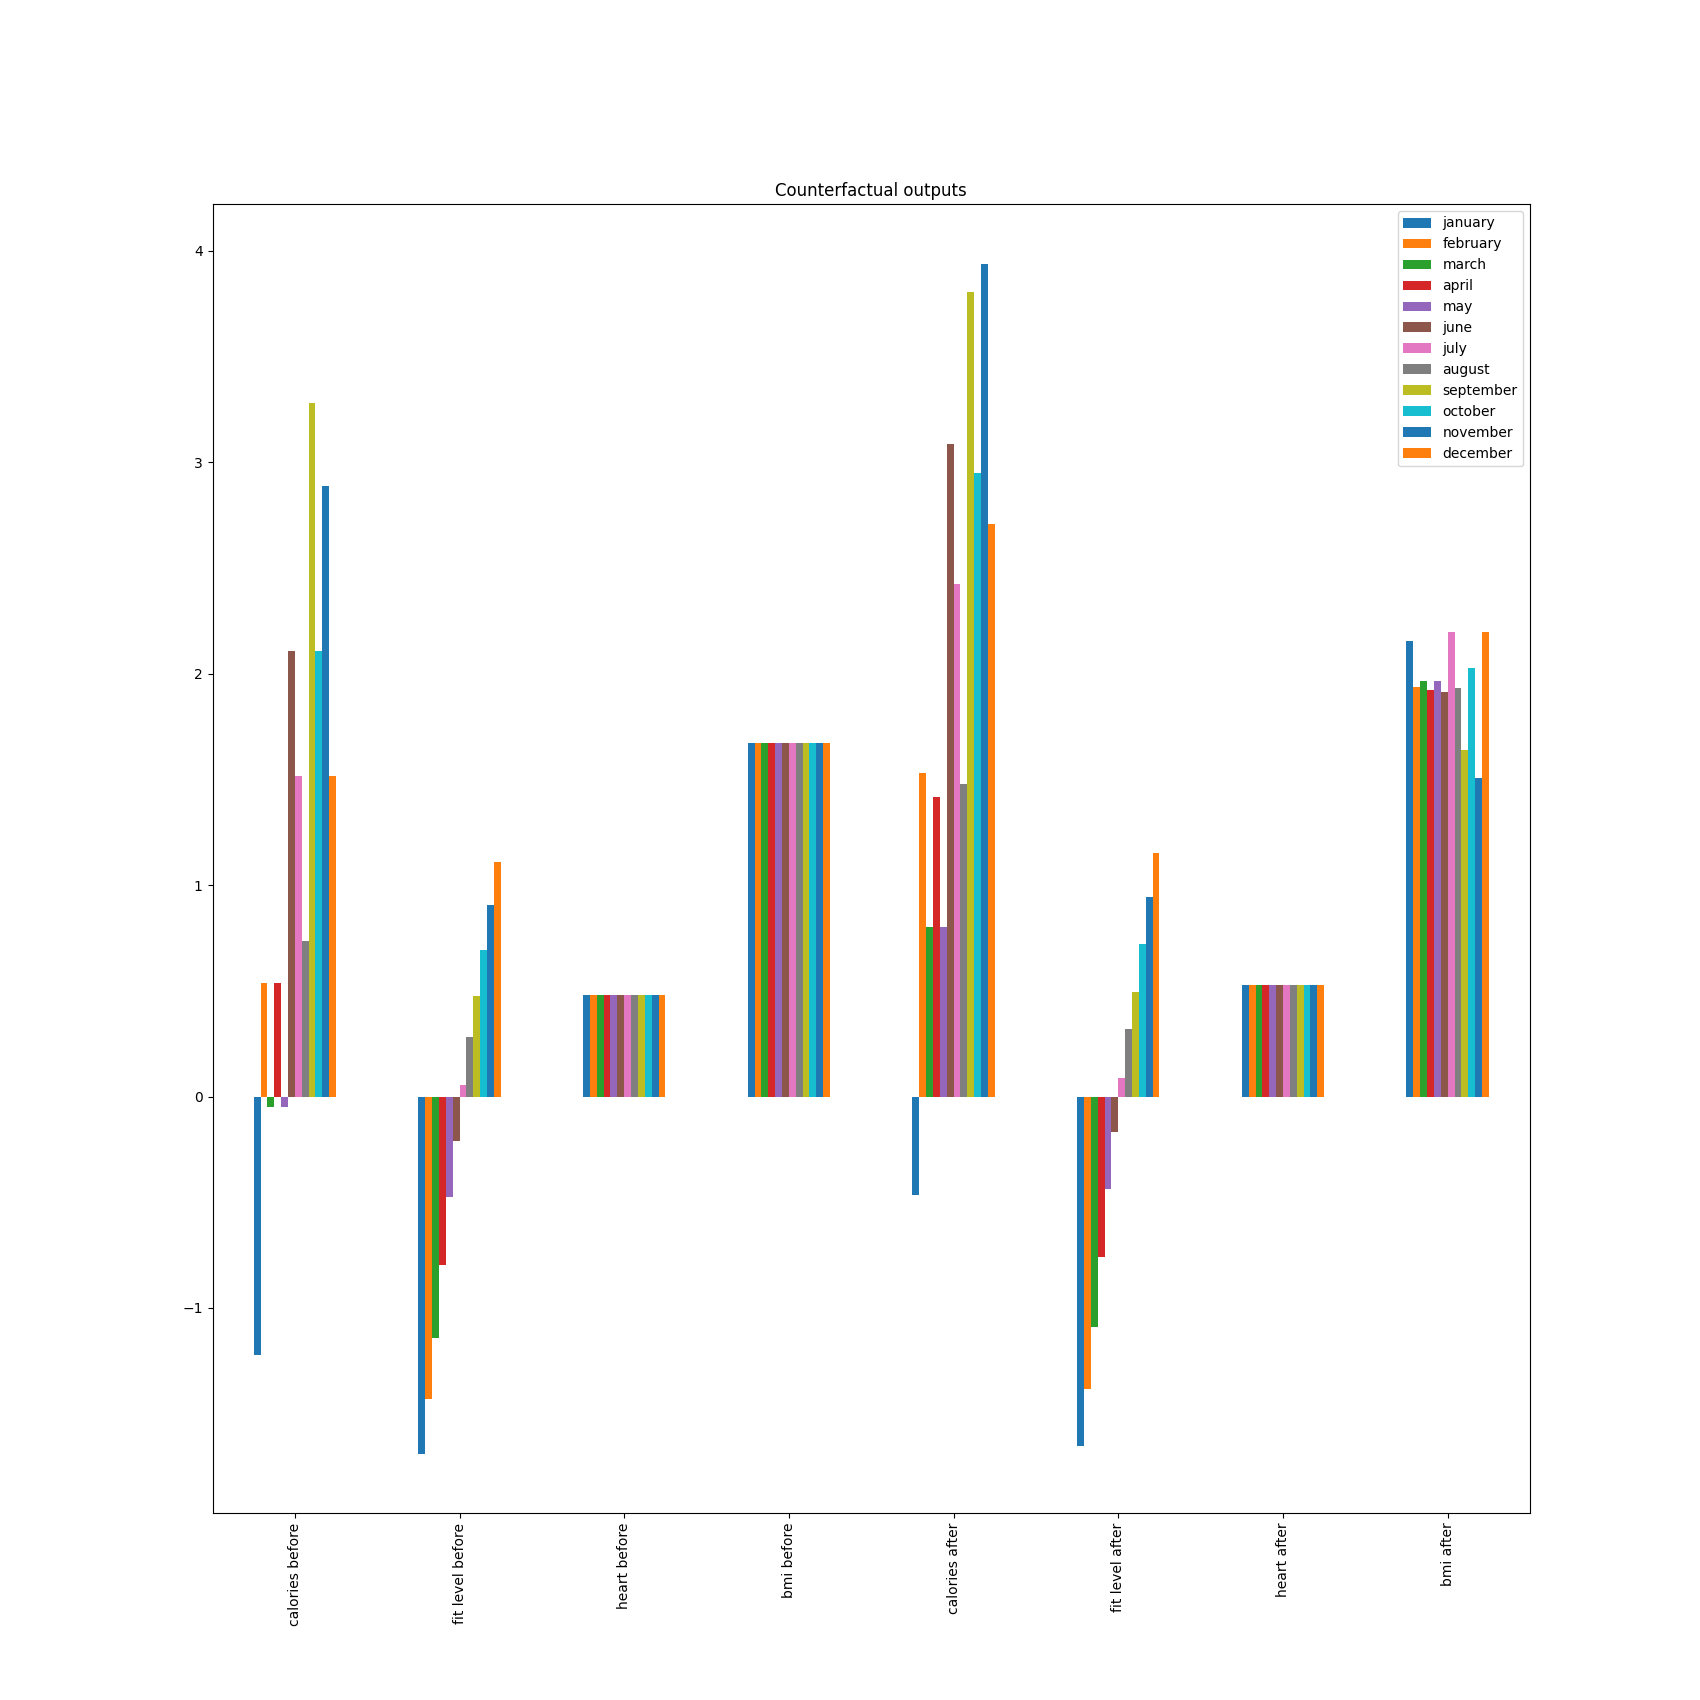 Counterfactual outputs
january
february
march
april
may
june
july
august
september
october
november
december
4
3
2
1
0
−1
calories before
fit level before
heart before
bmi before
calories after
fit level after
heart after
bmi after